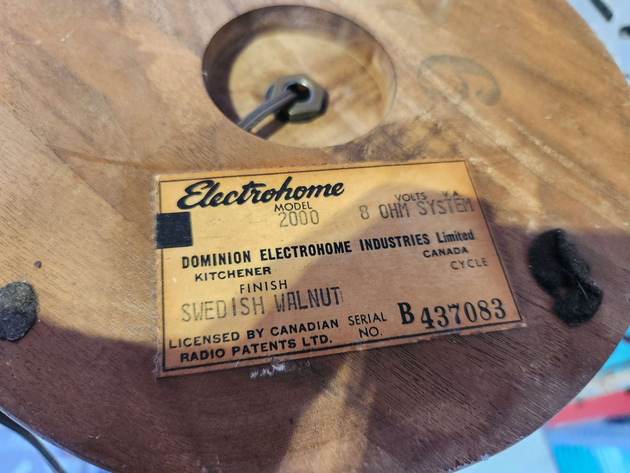 Electrohome
MODEL VOLTS V.A.
2000 8 OHM SYSTEM
DOMINION ELECTROHOME INDUSTRIES Limited
KITCHENER CANADA
FINISH CYCLE
SWEDISH WALNUT
LICENSED BY CANADIAN SERIAL B437083
RADIO PATENTS LTD. NO.